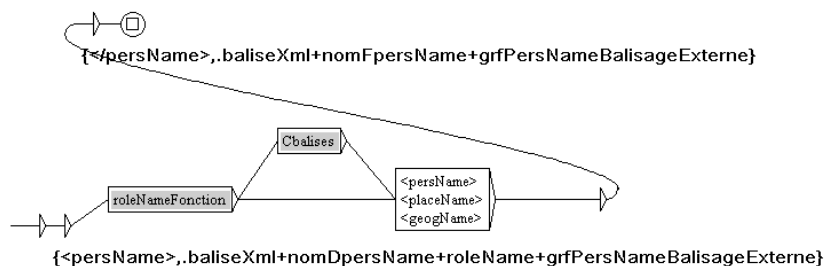 {</persName>,.baliseXml+nomFpersName+grfPersNameBalisageExterne}
Cbalises
roleNameFonction
<persName>
<placeName>
<geogName>
{<persName>,.baliseXml+nomDpersName+roleName+grfPersNameBalisageExterne}